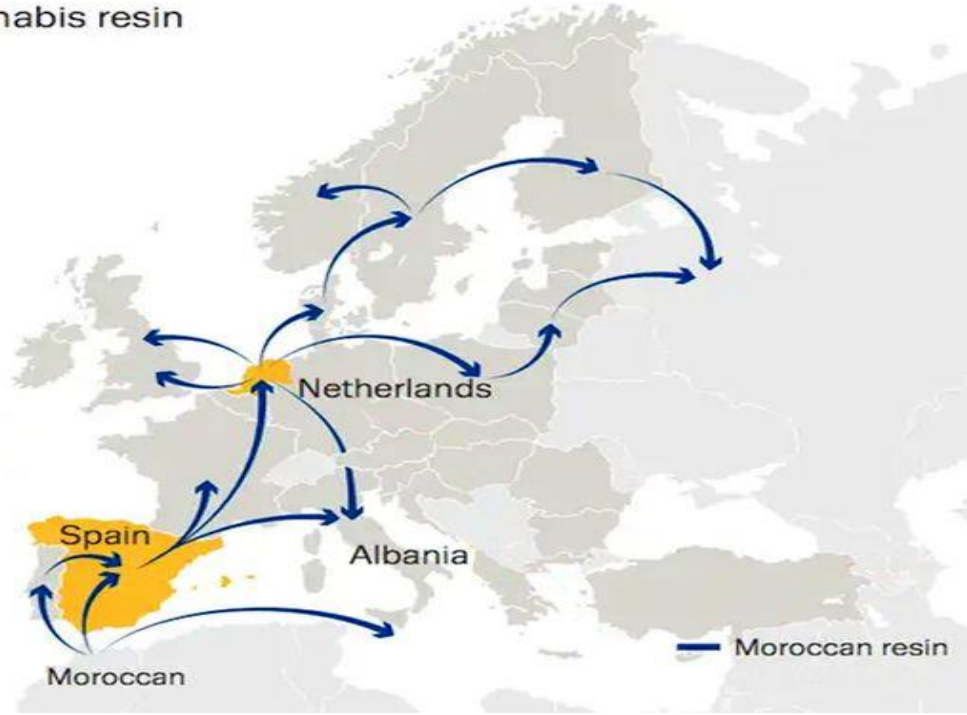 nabis resin
Netherlands
Spain
Albania
Moroccan resin
Moroccan